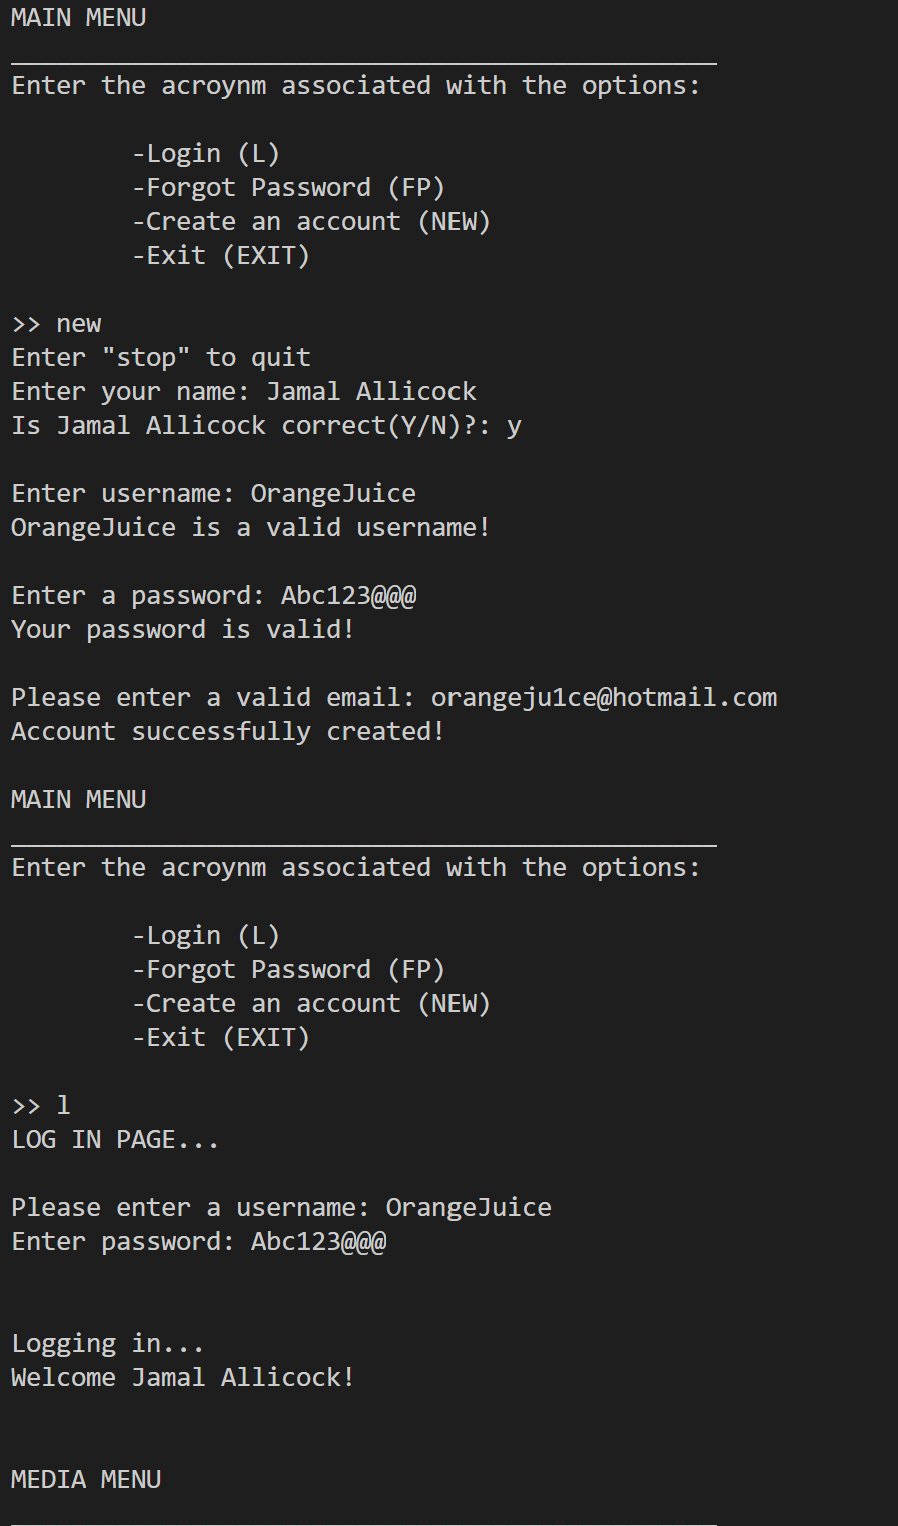 MAIN MENU
_______________________________________________
Enter the acroynm associated with the options:
-Login (L)
-Forgot Password (FP)
-Create an account (NEW)
-Exit (EXIT)
>> new
Enter "stop" to quit
Enter your name: Jamal Allicock
Is Jamal Allicock correct(Y/N)?: y
Enter username: OrangeJuice
OrangeJuice is a valid username!
Enter a password: Abc123@@@
Your password is valid!
Please enter a valid email: orangeju1ce@hotmail.com
Account successfully created!
MAIN MENU
_______________________________________________
Enter the acroynm associated with the options:
-Login (L)
-Forgot Password (FP)
-Create an account (NEW)
-Exit (EXIT)
>> l
LOG IN PAGE...
Please enter a username: OrangeJuice
Enter password: Abc123@@@
Logging in...
Welcome Jamal Allicock!
MEDIA MENU
_______________________________________________